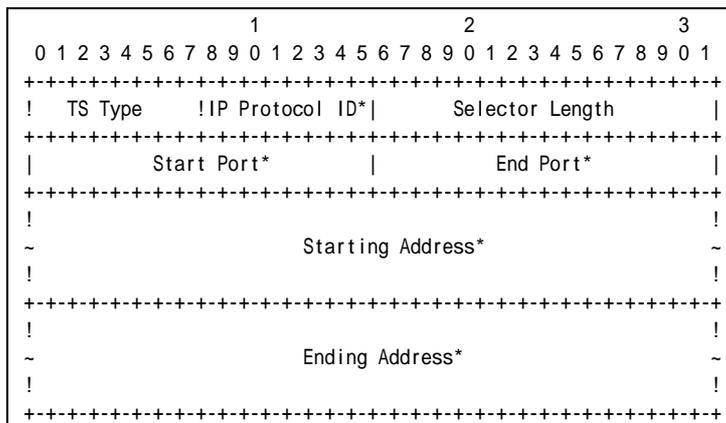 1                   2                   3
 0 1 2 3 4 5 6 7 8 9 0 1 2 3 4 5 6 7 8 9 0 1 2 3 4 5 6 7 8 9 0 1
+-+-+-+-+-+-+-+-+-+-+-+-+-+-+-+-+-+-+-+-+-+-+-+-+-+-+-+-+-+-+-+-+
!   TS Type     !IP Protocol ID*|       Selector Length         |
+-+-+-+-+-+-+-+-+-+-+-+-+-+-+-+-+-+-+-+-+-+-+-+-+-+-+-+-+-+-+-+-+
|           Start Port*         |           End Port*           |
+-+-+-+-+-+-+-+-+-+-+-+-+-+-+-+-+-+-+-+-+-+-+-+-+-+-+-+-+-+-+-+-+
!                                                               !
~                         Starting Address*                     ~
!                                                               !
+-+-+-+-+-+-+-+-+-+-+-+-+-+-+-+-+-+-+-+-+-+-+-+-+-+-+-+-+-+-+-+-+
!                                                               !
~                         Ending Address*                       ~
!                                                               !
+-+-+-+-+-+-+-+-+-+-+-+-+-+-+-+-+-+-+-+-+-+-+-+-+-+-+-+-+-+-+-+-+